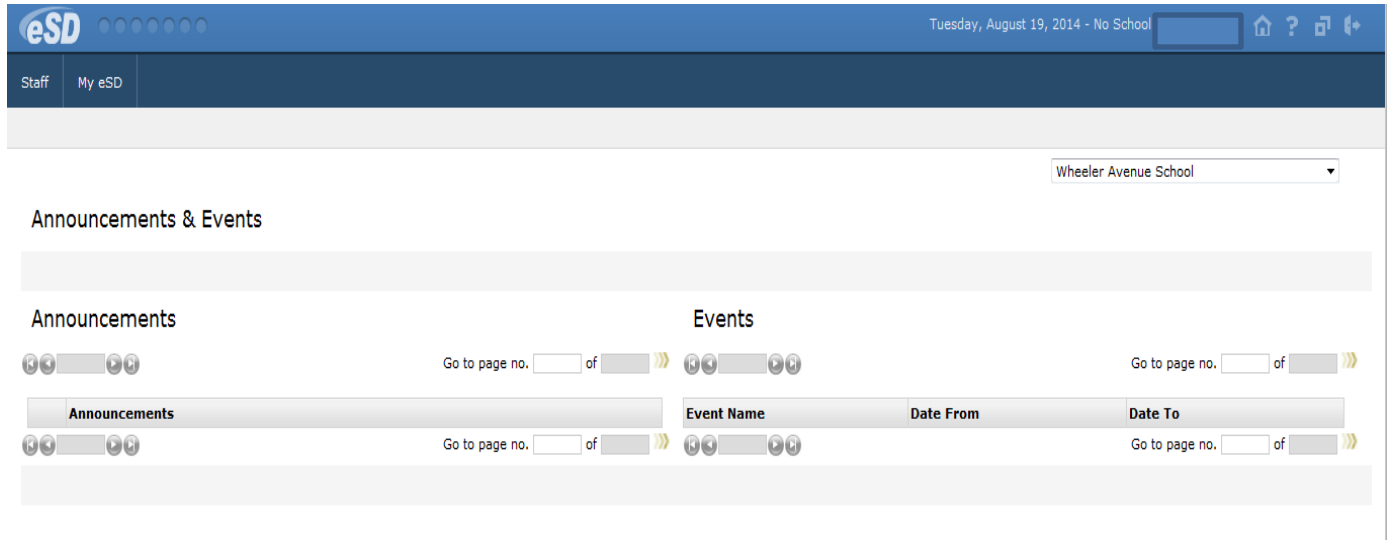 eSD
Tuesday, August 19, 2014 - No School
?
Staff My eSD
Wheeler Avenue School
Announcements & Events
Announcements Events
Go to page no. of Go to page no. of
Announcements Event Name Date From Date To
Go to page no. of Go to page no. of